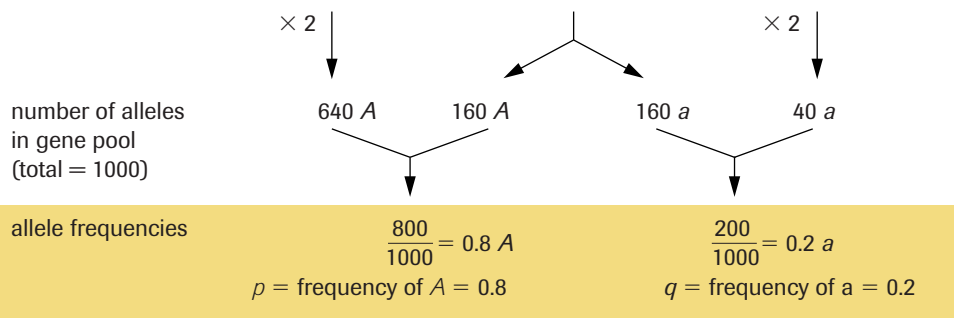 × 2 × 2
number of alleles
in gene pool
(total = 1000)
640 A 160 A 160 a 40 a
allele frequencies
800/1000 = 0.8 A 200/1000 = 0.2 a
p = frequency of A = 0.8 q = frequency of a = 0.2